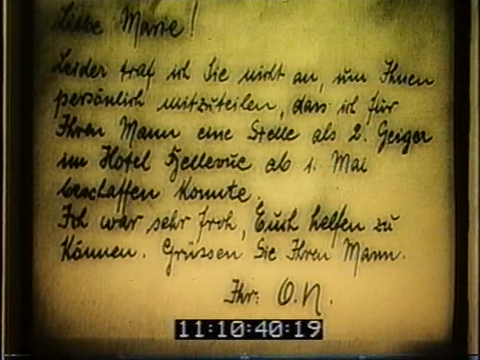 Liebe Marie!
Leider traf ich Sie nicht an, um Ihnen
persönlich mitzuteilen, dass ich für
Ihren Mann eine Stelle als 2. Geiger
im Hotel Bellevue ab 1. Mai
beschaffen konnte.
Ich war sehr froh, Euch helfen zu
können. Grüssen Sie Ihren Mann.
Ihr: O.N.
11:10:40:19